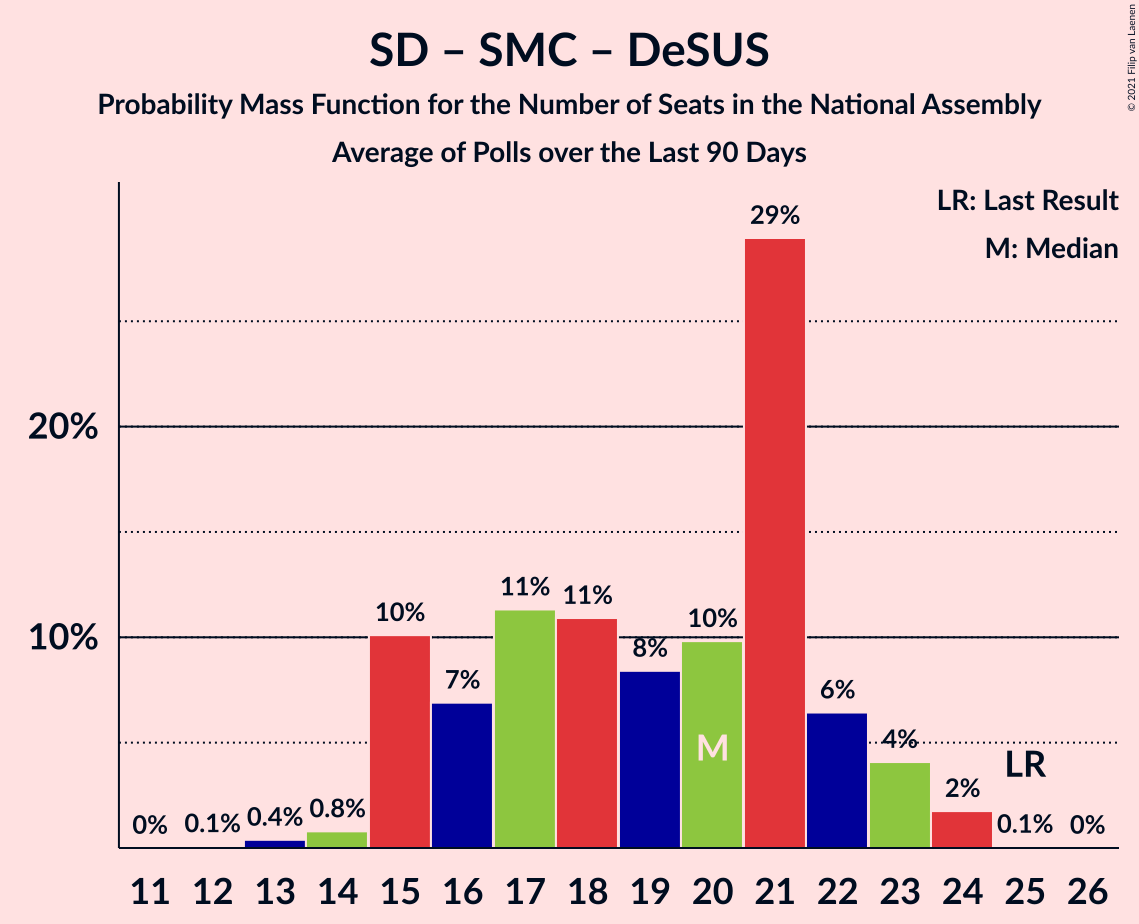 SD – SMC – DeSUS
Probability Mass Function for the Number of Seats in the National Assembly
Average of Polls over the Last 90 Days
© 2021 Filip van Laenen
LR: Last Result
M: Median
20%
10%
0%
0.1%
0.4%
0.8%
10%
7%
11%
11%
8%
10%
29%
6%
4%
2%
0.1%
0%
M
LR
11 12 13 14 15 16 17 18 19 20 21 22 23 24 25 26